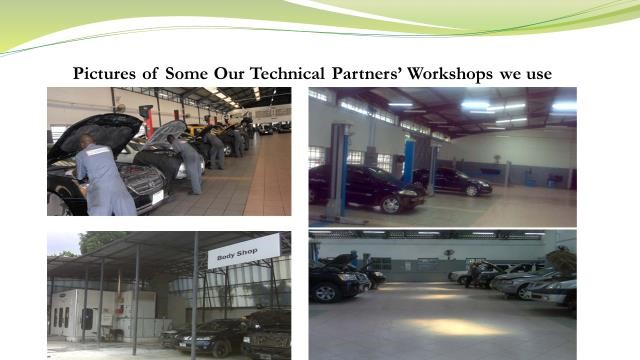 Pictures of Some Our Technical Partners’ Workshops we use
Body Shop